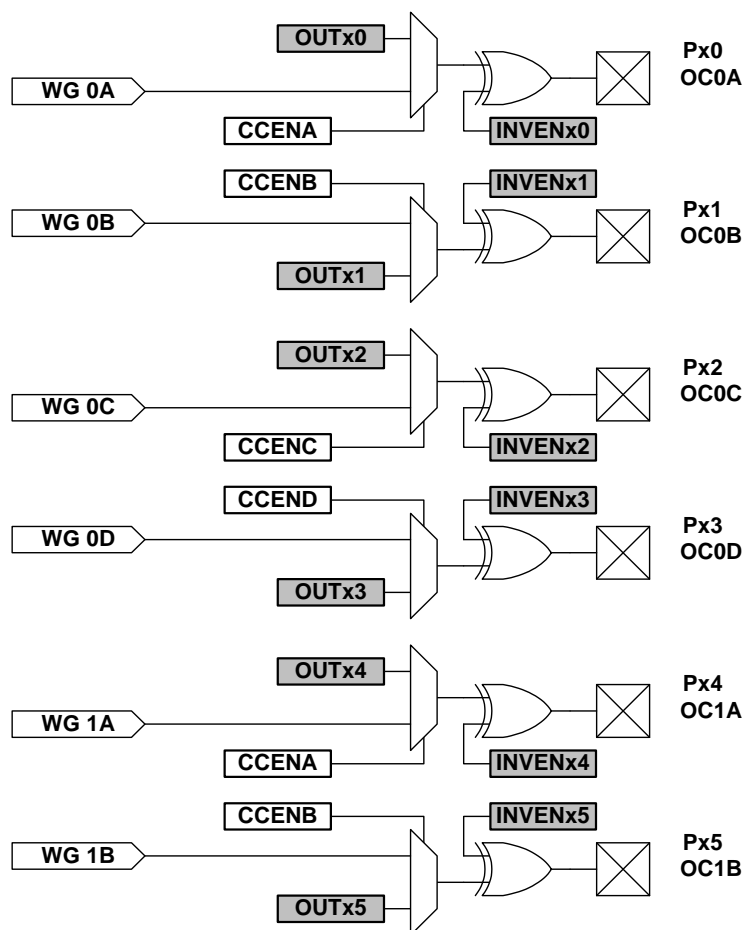 OUTx0
Px0
OC0A
WG 0A
CCENA
INVENx0
CCENB
INVENx1
Px1
OC0B
WG 0B
OUTx1
OUTx2
Px2
OC0C
WG 0C
CCENC
INVENx2
CCEND
INVENx3
Px3
OC0D
WG 0D
OUTx3
OUTx4
Px4
OC1A
WG 1A
CCENA
INVENx4
CCENB
INVENx5
Px5
OC1B
WG 1B
OUTx5